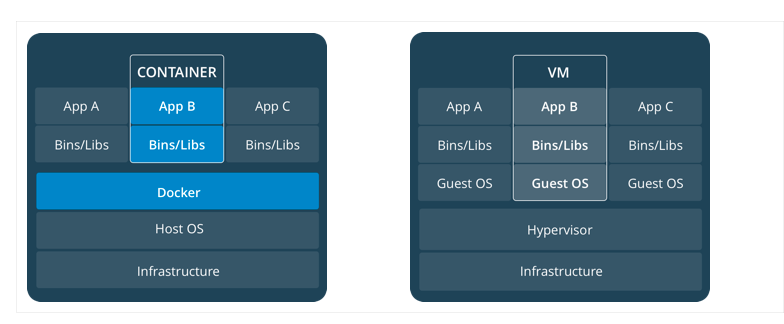 CONTAINER
App A App B App C
Bins/Libs Bins/Libs Bins/Libs
Docker
Host OS
Infrastructure
VM
App A App B App C
Bins/Libs Bins/Libs Bins/Libs
Guest OS Guest OS Guest OS
Hypervisor
Infrastructure